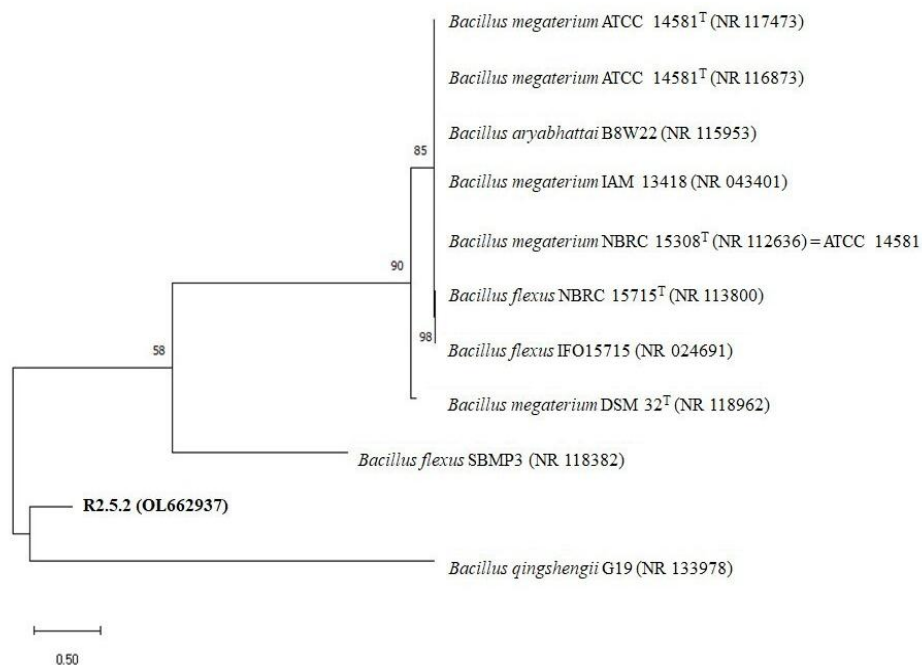 Bacillus megaterium ATCC 14581ᵀ (NR 117473)
Bacillus megaterium ATCC 14581ᵀ (NR 116873)
Bacillus aryabhattai B8W22 (NR 115953)
85
Bacillus megaterium IAM 13418 (NR 043401)
Bacillus megaterium NBRC 15308ᵀ (NR 112636) = ATCC 14581
90
Bacillus flexus NBRC 15715ᵀ (NR 113800)
98
58
Bacillus flexus IFO15715 (NR 024691)
Bacillus megaterium DSM 32ᵀ (NR 118962)
Bacillus flexus SBMP3 (NR 118382)
R2.5.2 (OL662937)
Bacillus qingshengii G19 (NR 133978)
0.50